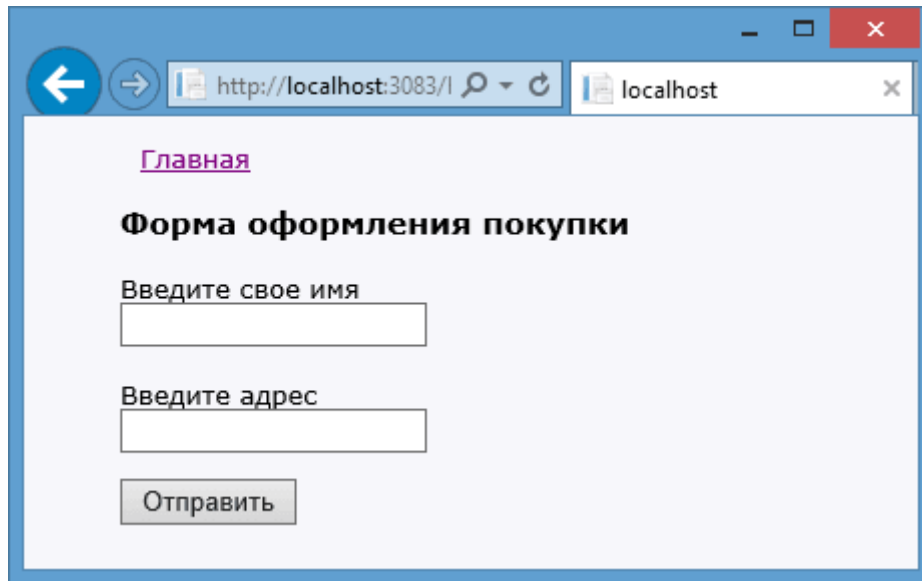 http://localhost:3083/l
localhost
Главная
Форма оформления покупки
Введите свое имя
Введите адрес
Отправить